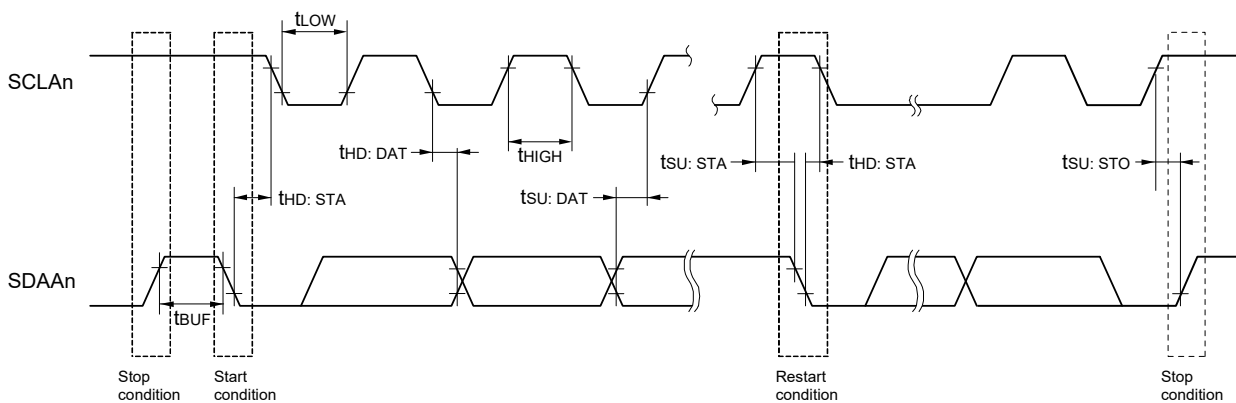 tLOW
SCLAn
tHD: DAT
tHIGH
tSU: STA
tHD: STA
tSU: STO
tHD: STA
tSU: DAT
SDAAn
tBUF
Stop
condition
Start
condition
Restart
condition
Stop
condition